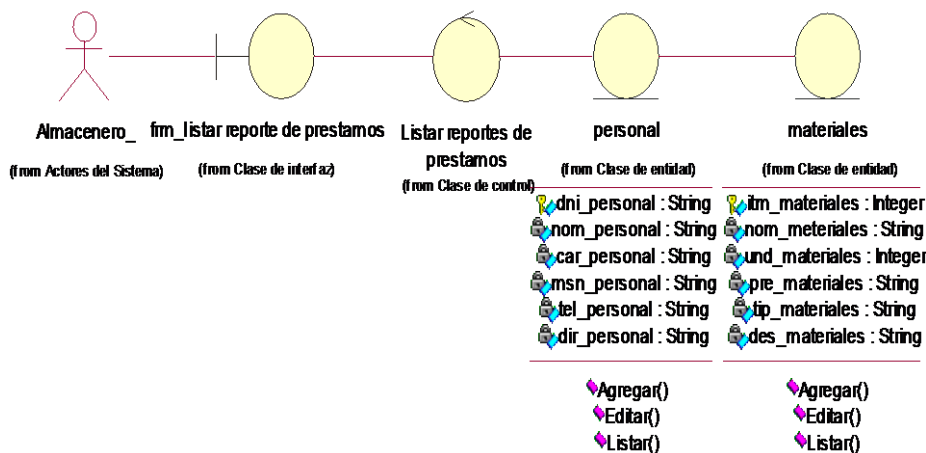 Almacenero_
(from Actores del Sistema)
frm_listar reporte de prestamos
(from Clase de interfaz)
Listar reportes de
prestamos
(from Clase de control)
personal
(from Clase de entidad)
dni_personal : String
nom_personal : String
car_personal : String
msn_personal : String
tel_personal : String
dir_personal : String
Agregar()
Editar()
Listar()
materiales
(from Clase de entidad)
itm_materiales : Integer
nom_meteriales : String
und_materiales : Integer
pre_materiales : String
tip_materiales : String
des_materiales : String
Agregar()
Editar()
Listar()